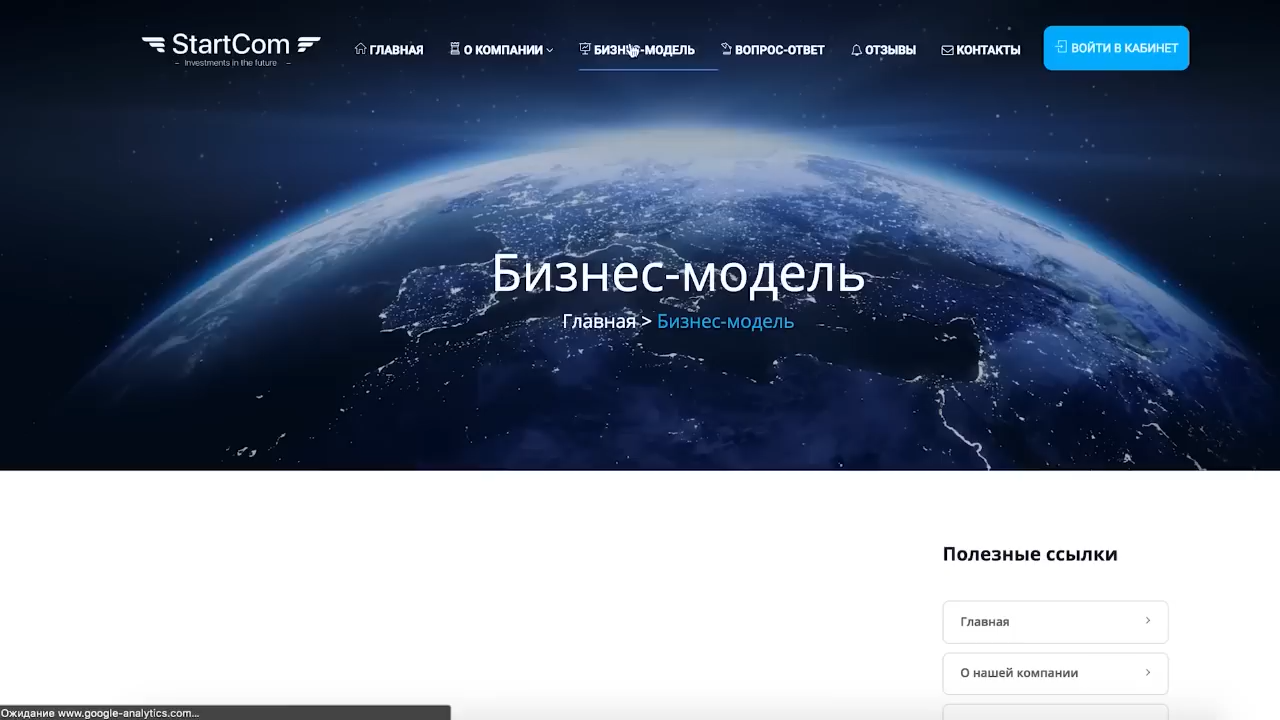 StartCom
– Investments in the future –
ГЛАВНАЯ
О КОМПАНИИ
БИЗНЕС-МОДЕЛЬ
ВОПРОС-ОТВЕТ
ОТЗЫВЫ
КОНТАКТЫ
ВОЙТИ В КАБИНЕТ
Бизнес-модель
Главная > Бизнес-модель
Полезные ссылки
Главная
О нашей компании
Ожидание www.google-analytics.com...